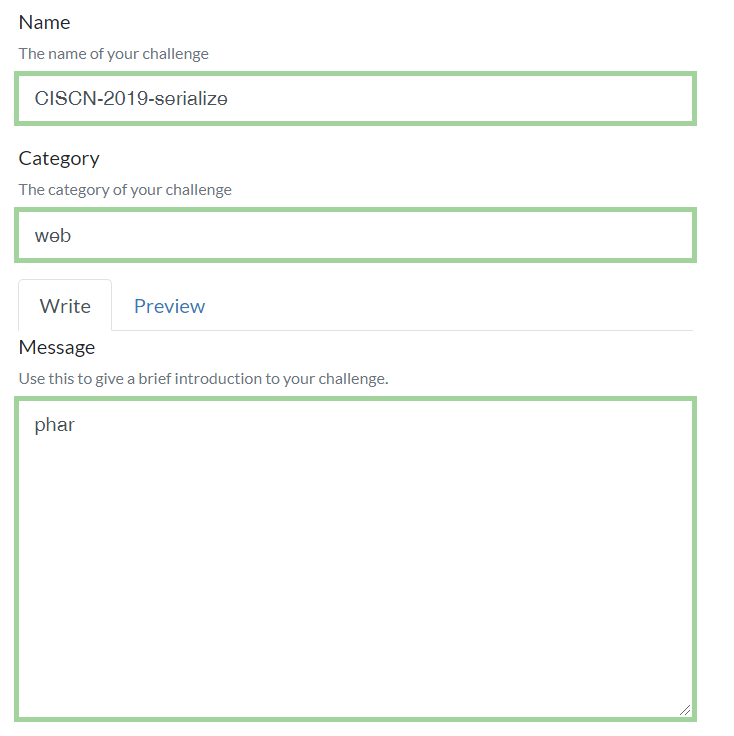 Name
The name of your challenge
CISCN-2019-serialize
Category
The category of your challenge
web
Write Preview
Message
Use this to give a brief introduction to your challenge.
phar